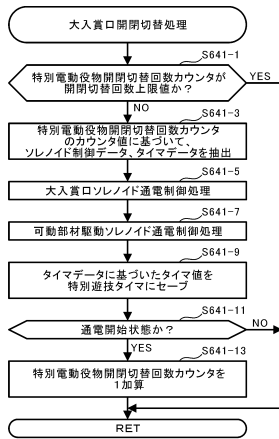 大入賞口開閉切替処理
S641-1
特別電動役物開閉切替回数カウンタが
開閉切替回数上限値か?
YES
NO
S641-3
特別電動役物開閉切替回数カウンタ
のカウンタ値に基づいて、
ソレノイド制御データ、タイマデータを抽出
S641-5
大入賞口ソレノイド通電制御処理
S641-7
可動部材駆動ソレノイド通電制御処理
S641-9
タイマデータに基づいたタイマ値を
特別遊技タイマにセーブ
S641-11
通電開始状態か?
NO
YES
S641-13
特別電動役物開閉切替回数カウンタを
1加算
RET